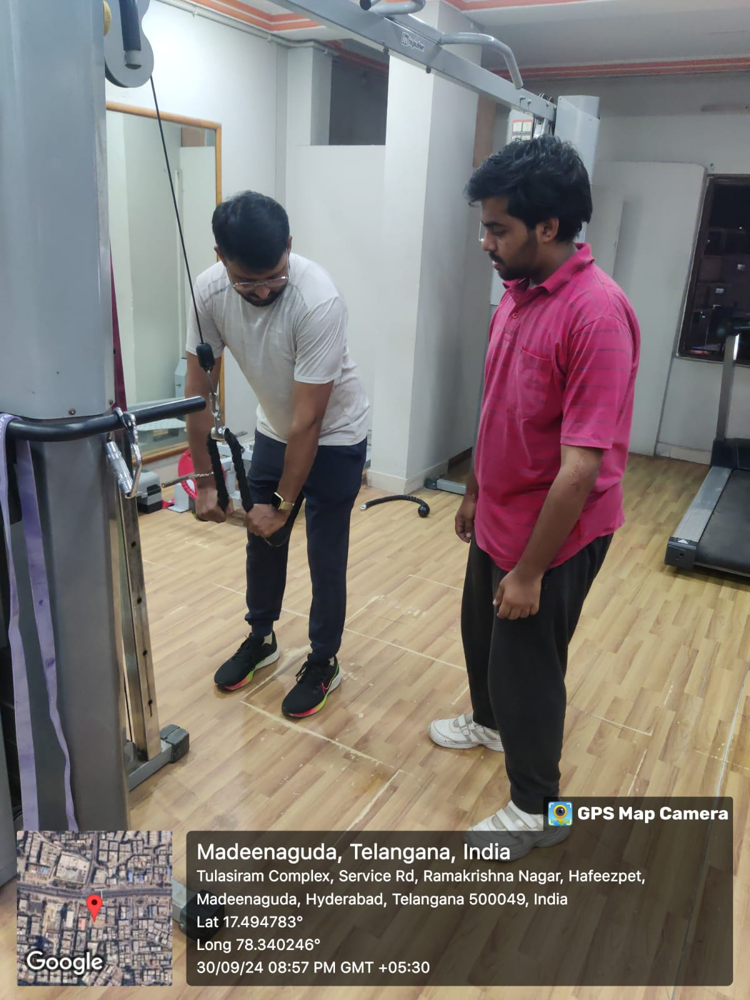 impulse
GPS Map Camera
Madeenaguda, Telangana, India
Tulasiram Complex, Service Rd, Ramakrishna Nagar, Hafeezpet,
Madeenaguda, Hyderabad, Telangana 500049, India
Lat 17.494783°
Long 78.340246°
30/09/24 08:57 PM GMT +05:30
Google